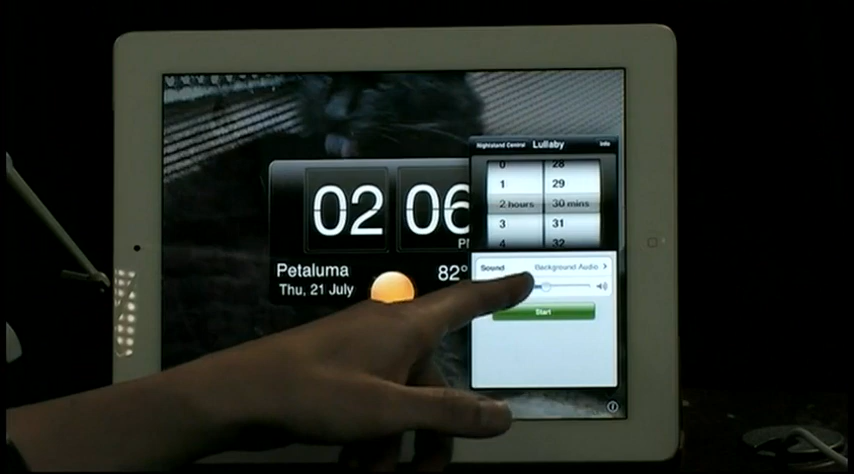 Nightstand Central Lullaby Info
0 28
1 29
2 hours 30 mins
3 31
4 32
02 06
PM
Petaluma 82°
Thu, 21 July
Sound Background Audio >
Start